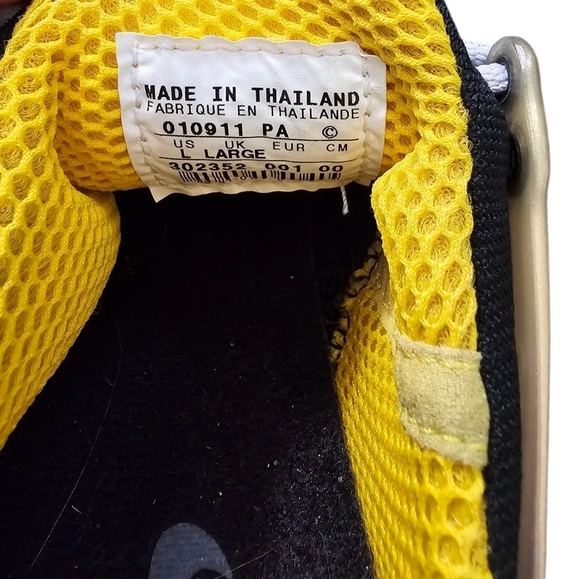 MADE IN THAILAND
FABRIQUE EN THAILANDE
010911 PA ©
US UK EUR CM
L LARGE
302352 001 00